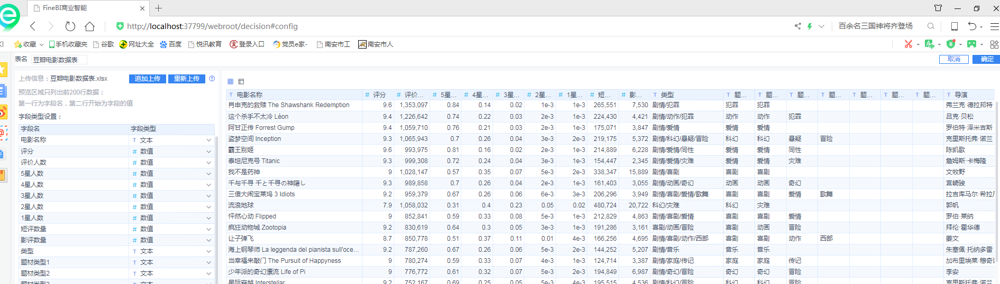 FineBI商业智能
http://localhost:37799/webroot/decision#config
百余名三国神将齐登场
收藏 手机收藏夹 谷歌 网址大全 百度 悦讯教育 登录入口 党员e家- 南安市工 南安市人
表名 豆瓣电影数据表 取消 确定
上传信息：豆瓣电影数据表.xlsx 追加上传 重新上传
预览区域只列出前200行数据；
第一行为字段名，第二行开始为字段的值
字段类型设置：
字段名 字段类型
电影名称 T 文本
评分 # 数值
评价人数 # 数值
5星人数 # 数值
4星人数 # 数值
3星人数 # 数值
2星人数 # 数值
1星人数 # 数值
短评数量 # 数值
影评数量 # 数值
类型 T 文本
题材类型1 T 文本
题材类型2 T 文本
T 电影名称 # 评分 # 评价... # 5星... # 4星... # 3星... # 2星... # 1星... # 短... # 影... T 类型 T 题... T 题... T 题... T 题... T 题... T 题... T 题... T 导演
肖申克的救赎 The Shawshank Redemption 9.6 1,353,097 0.84 0.14 0.02 1e-3 1e-3 265,551 7,530 剧情/犯罪 犯罪 犯罪 弗兰克·德拉邦特
这个杀手不太冷 Léon 9.4 1,226,642 0.74 0.22 0.03 2e-3 1e-3 224,430 4,421 剧情/动作/犯罪 动作 动作 犯罪 吕克·贝松
阿甘正传 Forrest Gump 9.4 1,059,710 0.76 0.21 0.03 2e-3 1e-3 175,071 3,847 剧情/爱情 爱情 爱情 罗伯特·泽米吉斯
盗梦空间 Inception 9.3 1,065,943 0.7 0.26 0.04 3e-3 2e-3 219,175 5,372 剧情/科幻/悬疑/冒险 科幻 科幻 悬疑 冒险 克里斯托弗·诺兰
霸王别姬 9.6 993,975 0.81 0.16 0.02 2e-3 1e-3 214,889 6,228 剧情/爱情/同性 爱情 爱情 同性 陈凯歌
泰坦尼克号 Titanic 9.3 999,308 0.72 0.24 0.04 3e-3 1e-3 154,447 2,345 剧情/爱情/灾难 爱情 爱情 灾难 詹姆斯·卡梅隆
我不是药神 9 1,028,147 0.57 0.35 0.07 5e-3 2e-3 338,347 15,889 剧情/喜剧 喜剧 喜剧 文牧野
千与千寻 千と千尋の神隠し 9.3 989,858 0.7 0.26 0.04 2e-3 1e-3 161,403 3,055 剧情/动画/奇幻 动画 动画 奇幻 宫崎骏
三傻大闹宝莱坞 3 Idiots 9.2 959,379 0.67 0.26 0.06 6e-3 3e-3 206,296 3,949 剧情/喜剧/爱情/歌舞 喜剧 喜剧 爱情 歌舞 拉吉库马尔·希拉
流浪地球 7.9 1,058,032 0.31 0.4 0.23 0.05 0.02 480,724 20,722 科幻/灾难 科幻 灾难 郭帆
怦然心动 Flipped 9 852,841 0.59 0.33 0.08 5e-3 1e-3 212,829 4,863 剧情/喜剧/爱情 喜剧 喜剧 爱情 罗伯·莱纳
疯狂动物城 Zootopia 9.2 830,619 0.64 0.3 0.05 3e-3 1e-3 191,286 3,161 喜剧/动画/冒险 喜剧 动画 冒险 拜伦·霍华德
让子弹飞 8.7 850,778 0.51 0.37 0.11 0.01 4e-3 166,256 4,695 剧情/喜剧/动作/西部 喜剧 喜剧 动作 西部 姜文
海上钢琴师 La leggenda del pianista sull'oce... 9.2 787,260 0.67 0.26 0.06 5e-3 2e-3 144,252 5,207 剧情/音乐 音乐 音乐 朱塞佩·托纳多雷
当幸福来敲门 The Pursuit of Happyness 9 780,274 0.59 0.33 0.07 4e-3 1e-3 124,714 3,387 剧情/家庭/传记 家庭 家庭 传记 加布里埃莱·穆奇
少年派的奇幻漂流 Life of Pi 9 776,772 0.61 0.32 0.07 5e-3 2e-3 194,849 6,987 剧情/奇幻/冒险 奇幻 奇幻 冒险 李安
星际穿越 Interstellar 9.2 752,167 0.69 0.25 0.05 5e-3 4e-3 195,515 4,536 剧情/科幻/冒险 科幻 科幻 冒险 克里斯托弗·诺兰